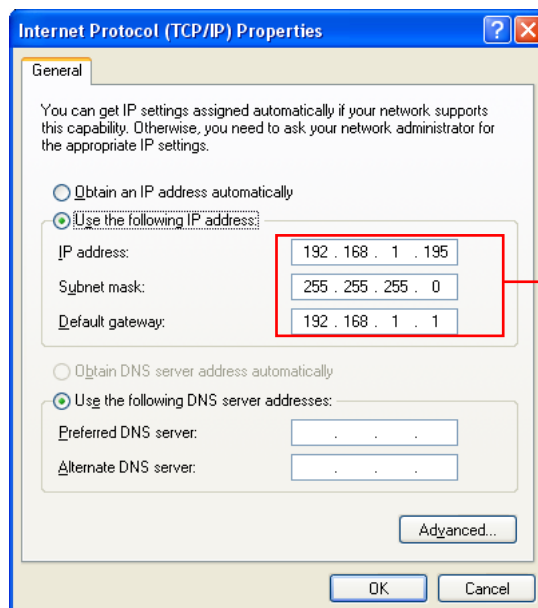 Internet Protocol (TCP/IP) Properties
General
You can get IP settings assigned automatically if your network supports
this capability. Otherwise, you need to ask your network administrator for
the appropriate IP settings.
Obtain an IP address automatically
Use the following IP address:
IP address: 192 . 168 . 1 . 195
Subnet mask: 255 . 255 . 255 . 0
Default gateway: 192 . 168 . 1 . 1
Obtain DNS server address automatically
Use the following DNS server addresses:
Preferred DNS server: . . .
Alternate DNS server: . . .
Advanced...
OK Cancel